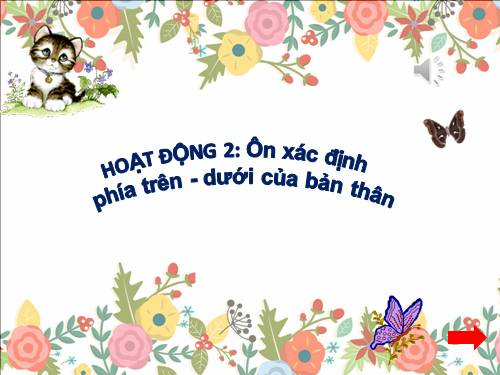 HOẠT ĐỘNG 2: Ôn xác định
phía trên - dưới của bản thân